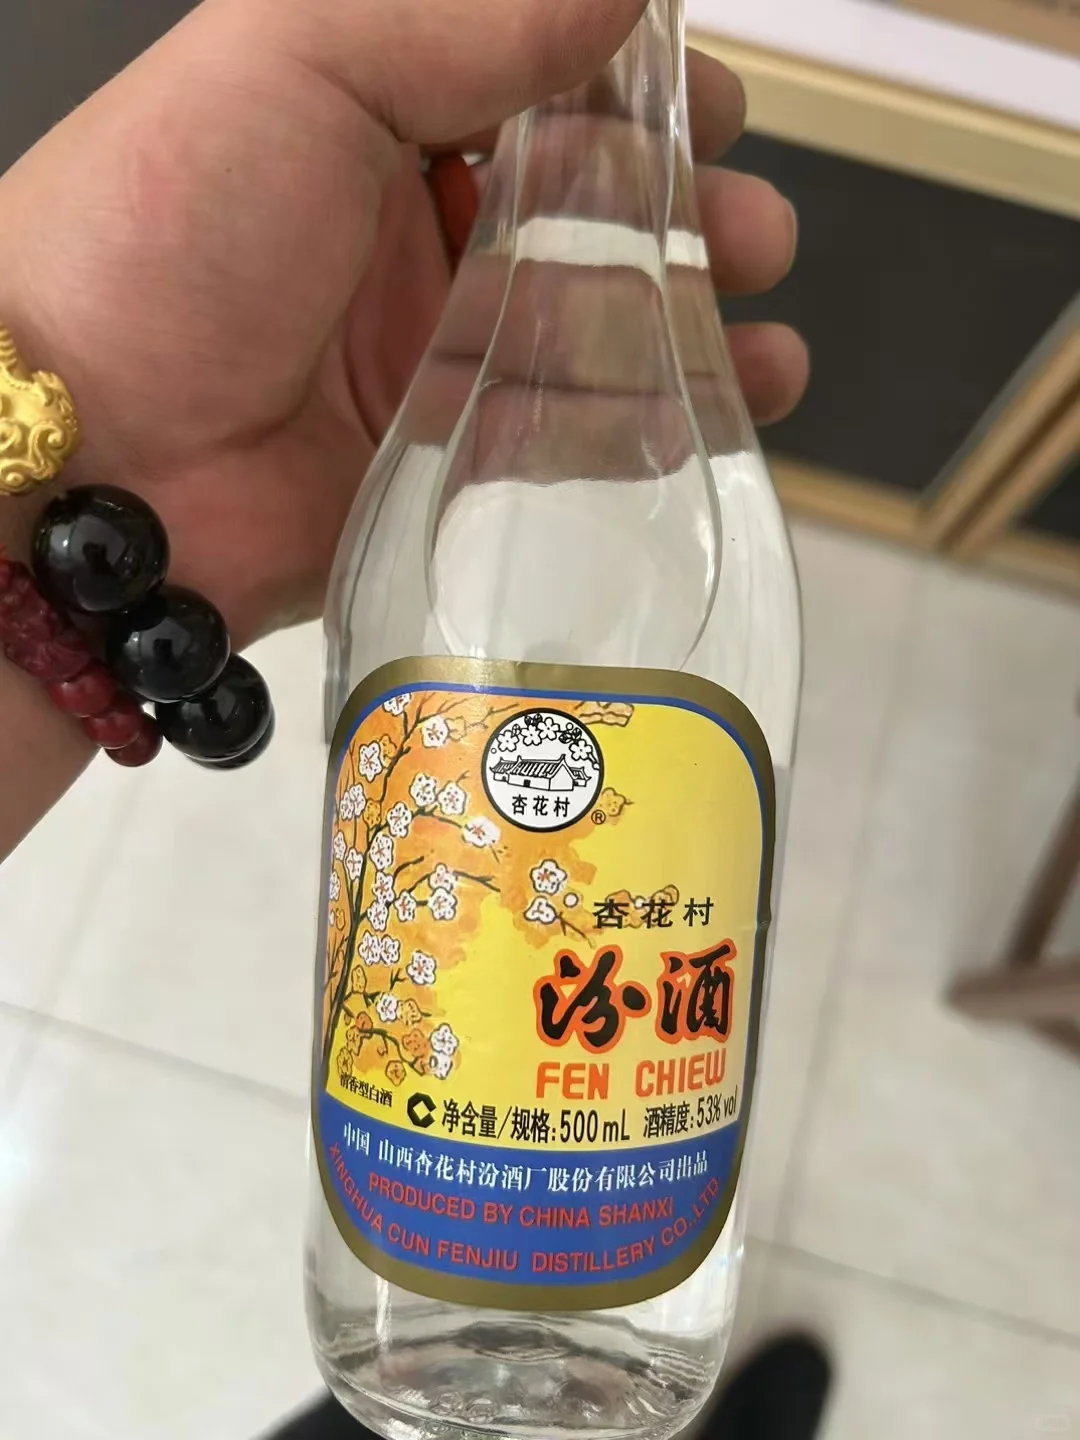 杏花村
®
杏花村
汾酒
FEN CHIEW
清香型白酒
净含量/规格:500mL 酒精度:53%vol
中国 山西杏花村汾酒厂股份有限公司出品
PRODUCED BY CHINA SHANXI
XINGHUA CUN FENJIU DISTILLERY CO.,LTD